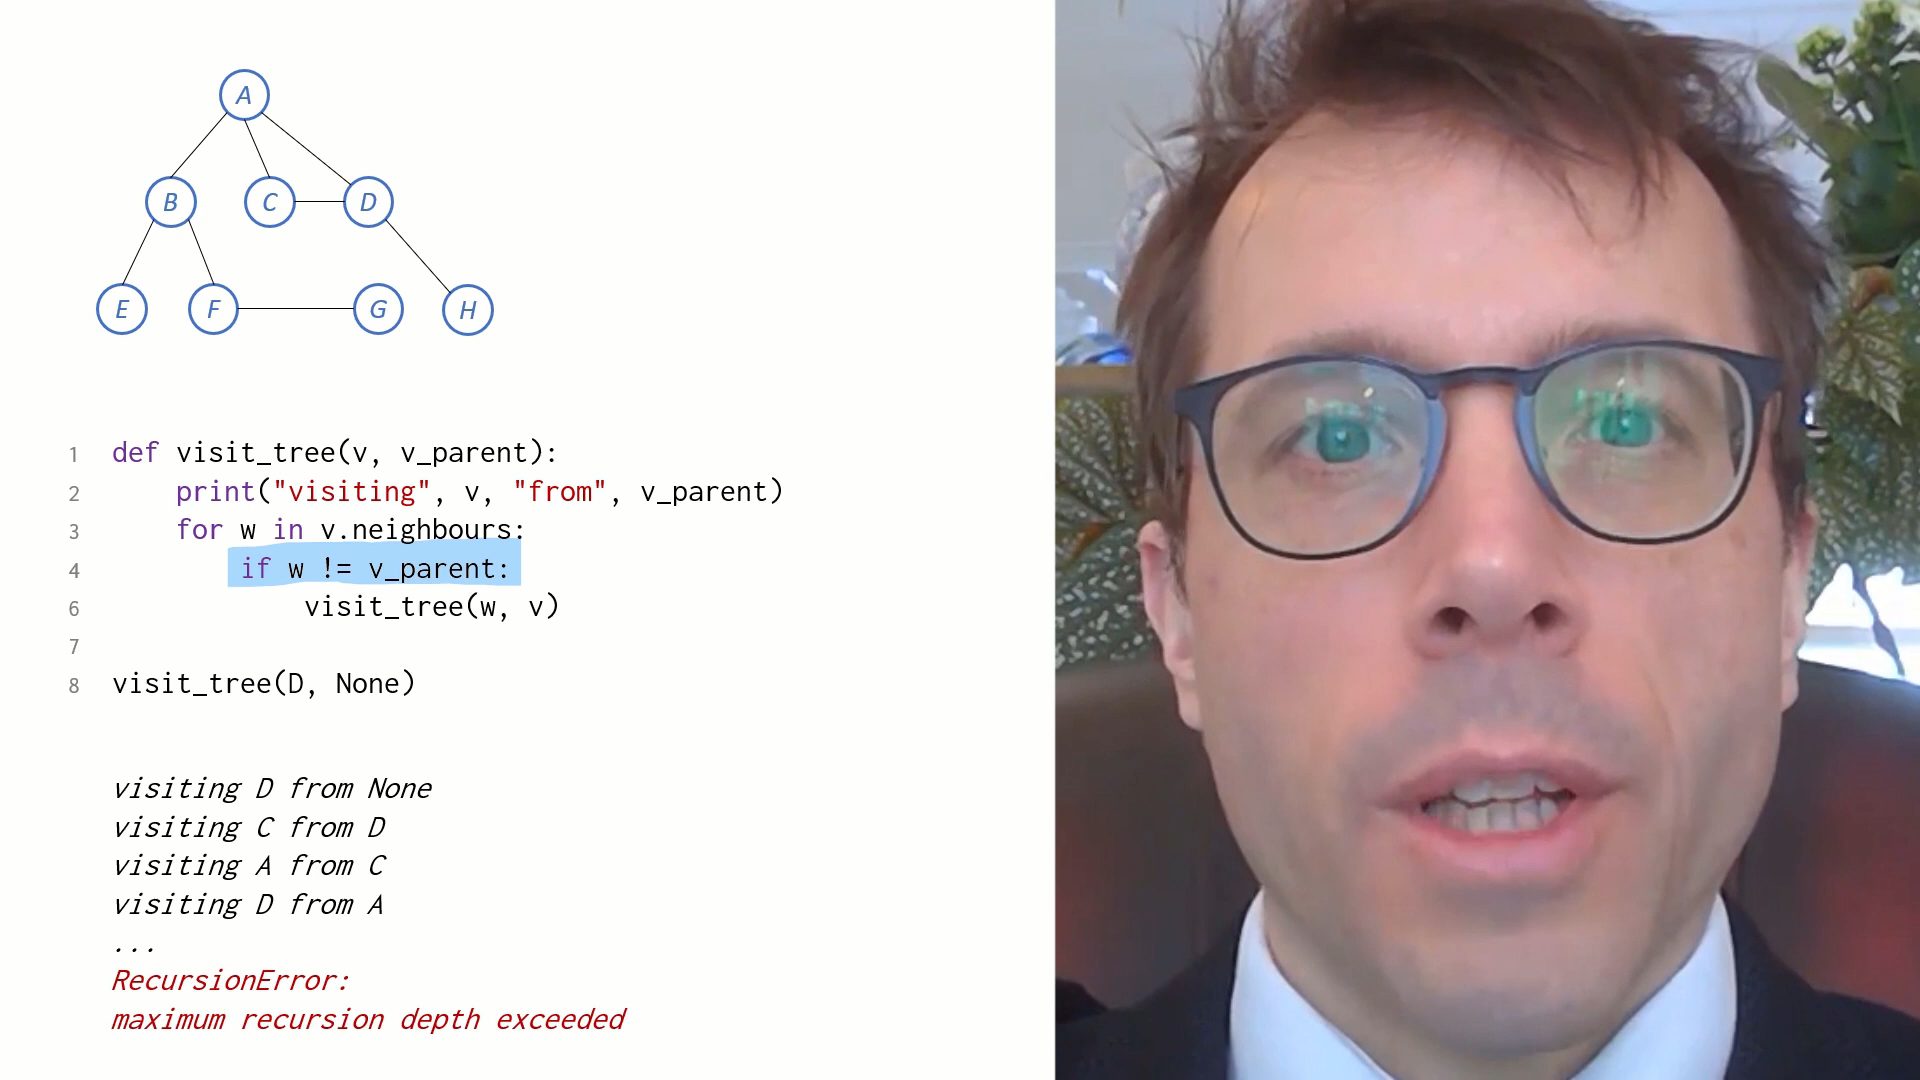 A
B C D
E F G H
1 def visit_tree(v, v_parent):
2 print("visiting", v, "from", v_parent)
3 for w in v.neighbours:
4 if w != v_parent:
6 visit_tree(w, v)
7
8 visit_tree(D, None)
visiting D from None
visiting C from D
visiting A from C
visiting D from A
...
RecursionError:
maximum recursion depth exceeded